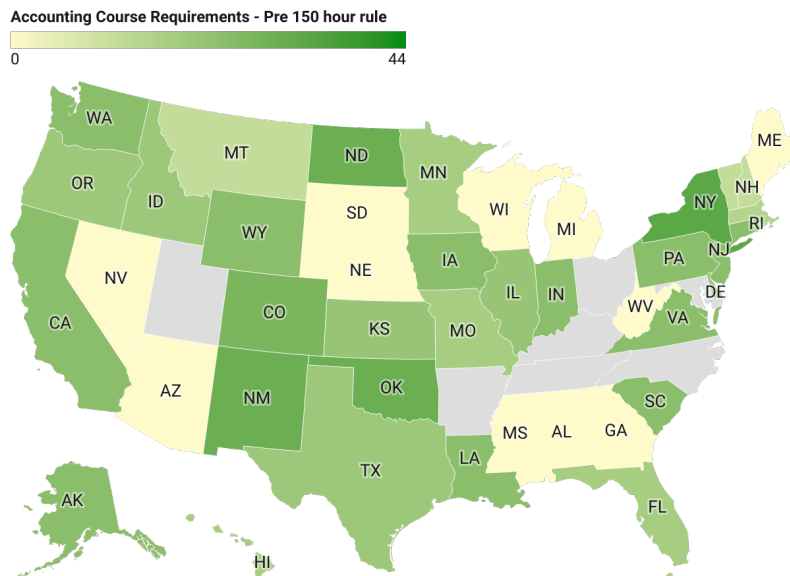 Accounting Course Requirements - Pre 150 hour rule
0 44
WA
MT
ND
MN
ME
OR
ID
SD
WI
MI
NY
NH
RI
WY
NV
NE
IA
PA
NJ
CO
IL
IN
DE
WV
VA
CA
KS
MO
AZ
NM
OK
SC
MS
AL
GA
LA
TX
AK
FL
HI